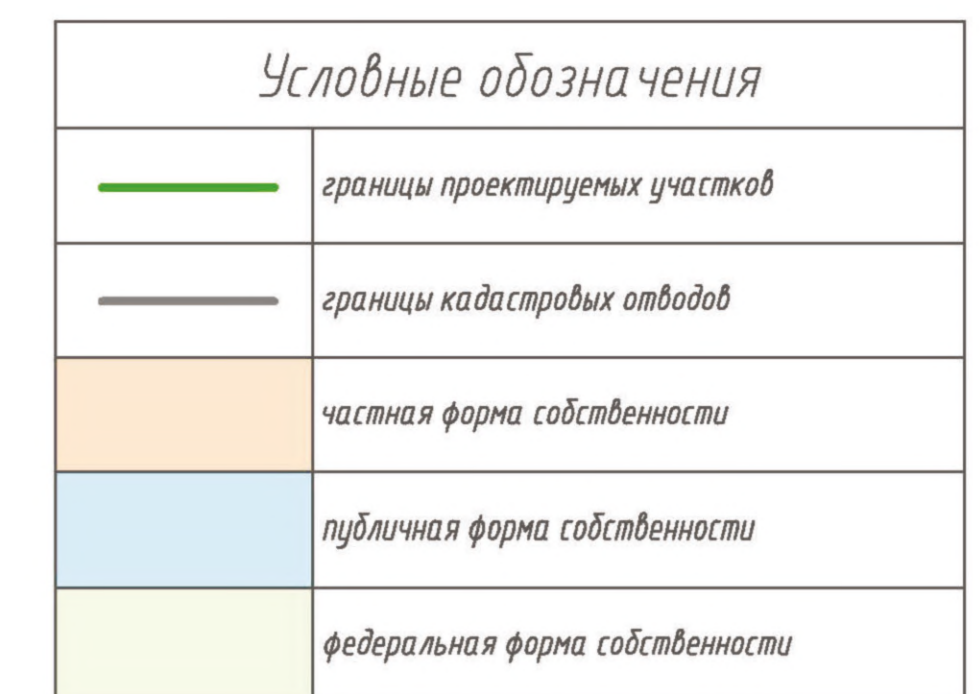 Условные обозначения
границы проектируемых участков
границы кадастровых отводов
частная форма собственности
публичная форма собственности
федеральная форма собственности